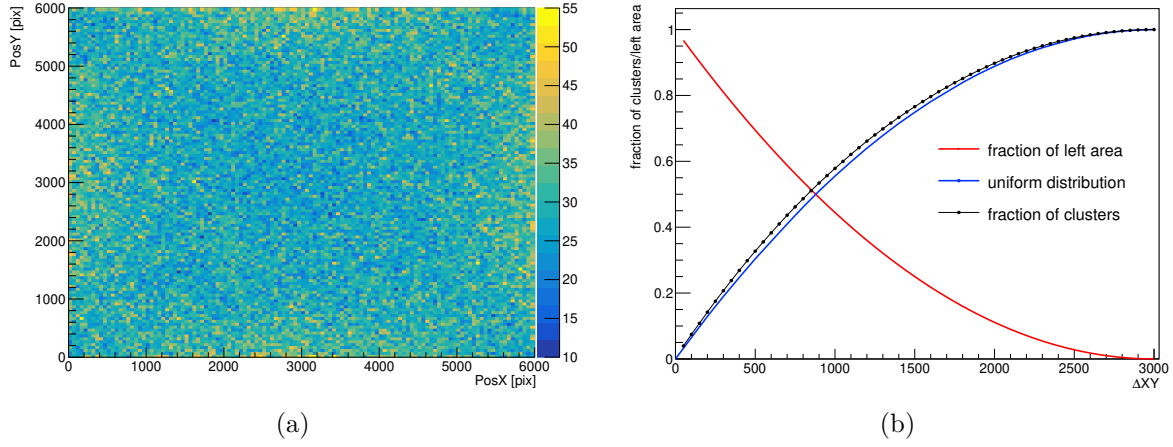 PosY [pix]
6000
5000
4000
3000
2000
1000
0
0 1000 2000 3000 4000 5000 6000
PosX [pix]
55
50
45
40
35
30
25
20
15
10
(a)
fraction of clusters/left area
1
0.8
0.6
0.4
0.2
0
fraction of left area
uniform distribution
fraction of clusters
0 500 1000 1500 2000 2500 3000
ΔXY
(b)